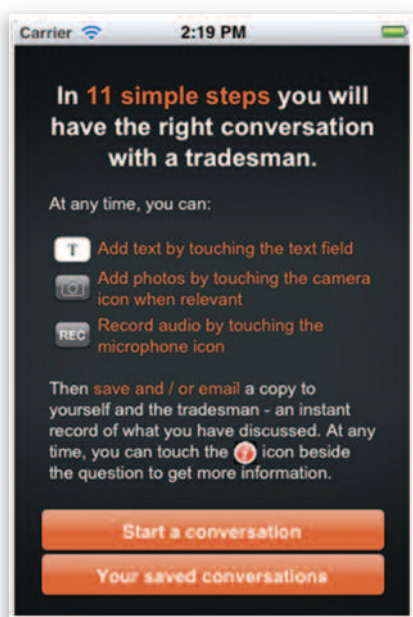 Carrier 2:19 PM
In 11 simple steps you will
have the right conversation
with a tradesman.
At any time, you can:
T Add text by touching the text field
Add photos by touching the camera
icon when relevant
REC Record audio by touching the
microphone icon
Then save and / or email a copy to
yourself and the tradesman - an instant
record of what you have discussed. At any
time, you can touch the i icon beside
the question to get more information.
Start a conversation
Your saved conversations